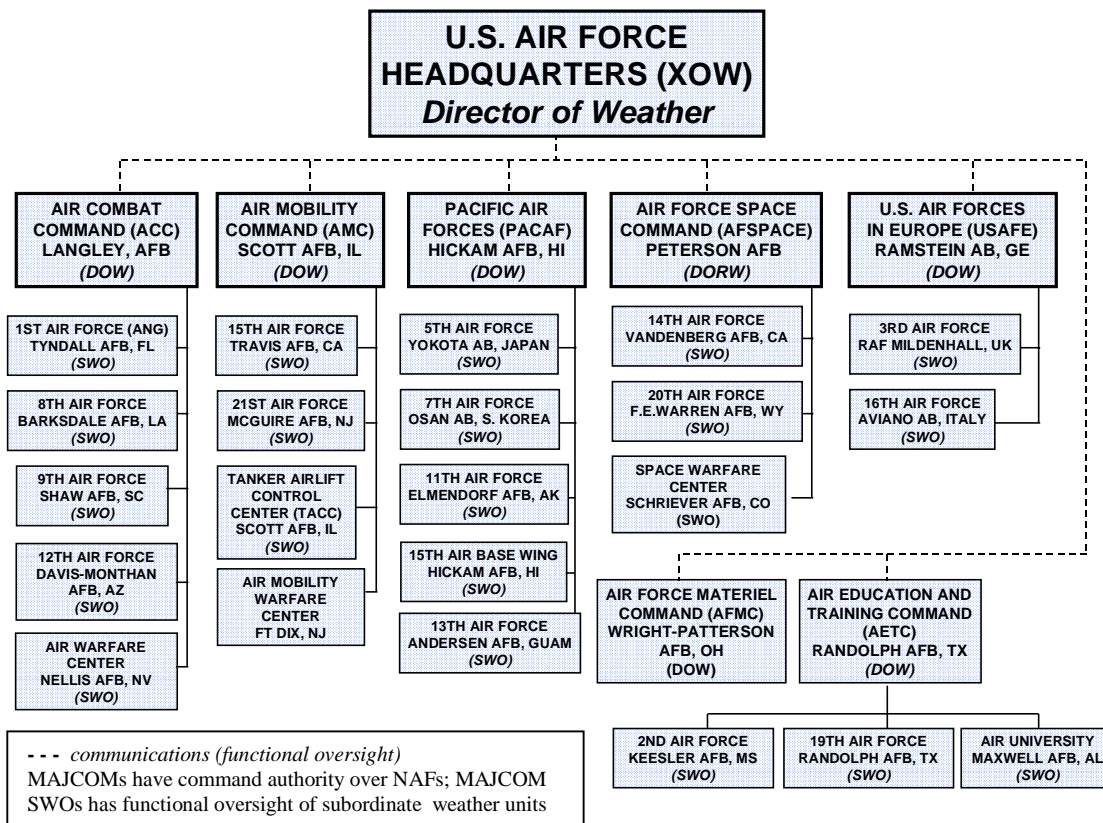 U.S. AIR FORCE
HEADQUARTERS (XOW)
Director of Weather
AIR COMBAT
COMMAND (ACC)
LANGLEY, AFB
(DOW)
1ST AIR FORCE (ANG)
TYNDALL AFB, FL
(SWO)
8TH AIR FORCE
BARKSDALE AFB, LA
(SWO)
9TH AIR FORCE
SHAW AFB, SC
(SWO)
12TH AIR FORCE
DAVIS-MONTHAN
AFB, AZ
(SWO)
AIR WARFARE
CENTER
NELLIS AFB, NV
(SWO)
AIR MOBILITY
COMMAND (AMC)
SCOTT AFB, IL
(DOW)
15TH AIR FORCE
TRAVIS AFB, CA
(SWO)
21ST AIR FORCE
MCGUIRE AFB, NJ
(SWO)
TANKER AIRLIFT
CONTROL
CENTER (TACC)
SCOTT AFB, IL
(SWO)
AIR MOBILITY
WARFARE
CENTER
FT DIX, NJ
PACIFIC AIR
FORCES (PACAF)
HICKAM AFB, HI
(DOW)
5TH AIR FORCE
YOKOTA AB, JAPAN
(SWO)
7TH AIR FORCE
OSAN AB, S. KOREA
(SWO)
11TH AIR FORCE
ELMENDORF AFB, AK
(SWO)
15TH AIR BASE WING
HICKAM AFB, HI
(SWO)
13TH AIR FORCE
ANDERSEN AFB, GUAM
(SWO)
AIR FORCE SPACE
COMMAND (AFSPACE)
PETERSON AFB
(DORW)
14TH AIR FORCE
VANDENBERG AFB, CA
(SWO)
20TH AIR FORCE
F.E.WARREN AFB, WY
(SWO)
SPACE WARFARE
CENTER
SCHRIEVER AFB, CO
(SWO)
U.S. AIR FORCES
IN EUROPE (USAFE)
RAMSTEIN AB, GE
(DOW)
3RD AIR FORCE
RAF MILDENHALL, UK
(SWO)
16TH AIR FORCE
AVIANO AB, ITALY
(SWO)
AIR FORCE MATERIEL
COMMAND (AFMC)
WRIGHT-PATTERSON
AFB, OH
(DOW)
AIR EDUCATION AND
TRAINING COMMAND
(AETC)
RANDOLPH AFB, TX
(DOW)
2ND AIR FORCE
KEESLER AFB, MS
(SWO)
19TH AIR FORCE
RANDOLPH AFB, TX
(SWO)
AIR UNIVERSITY
MAXWELL AFB, AL
(SWO)
--- communications (functional oversight)
MAJCOMs have command authority over NAFs; MAJCOM
SWOs has functional oversight of subordinate weather units